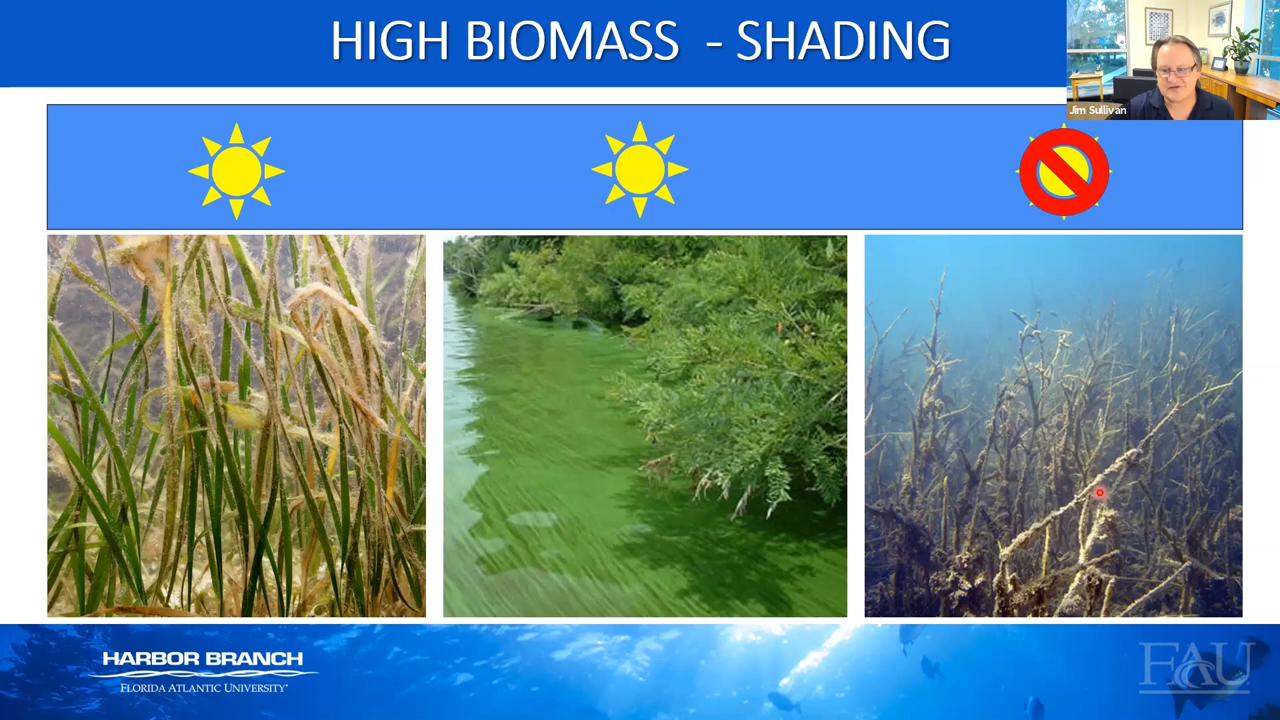 HIGH BIOMASS - SHADING
Jim Sullivan
HARBOR BRANCH
FLORIDA ATLANTIC UNIVERSITY
FAU